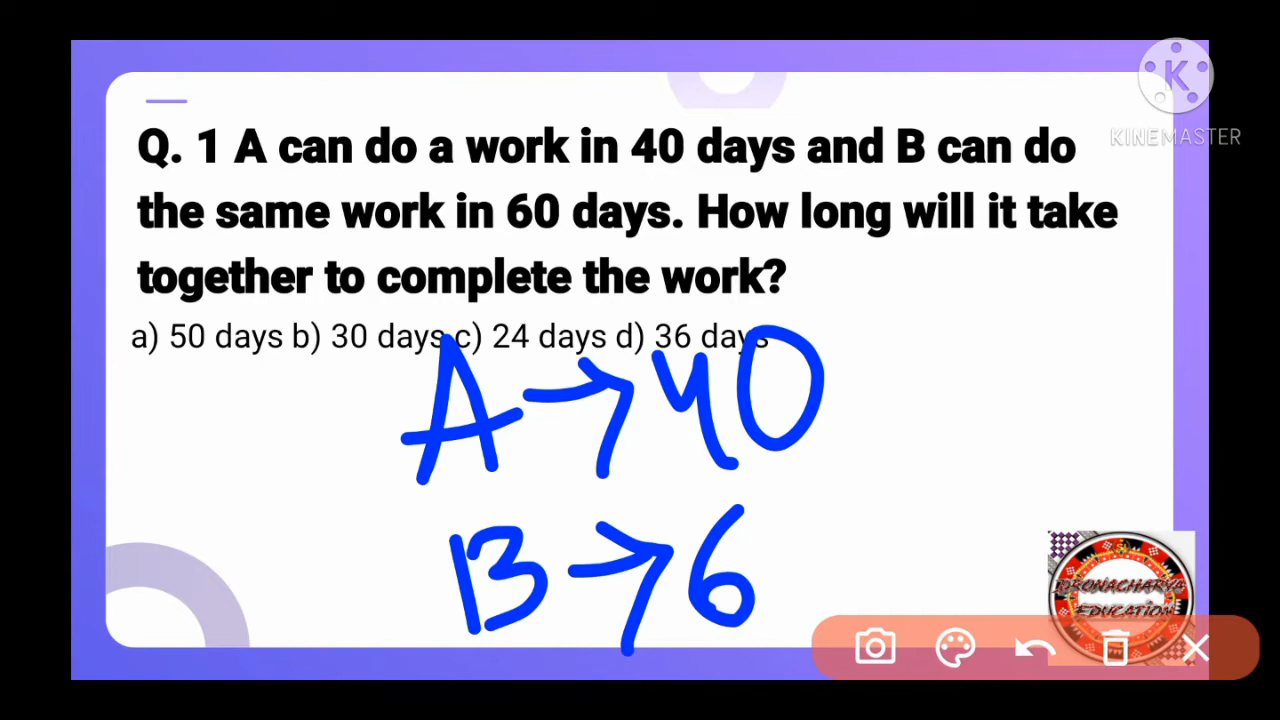 Q. 1 A can do a work in 40 days and B can do
the same work in 60 days. How long will it take
together to complete the work?
a) 50 days b) 30 days c) 24 days d) 36 days
A→40
B→6
K
KINEMASTER
DRONACHARYA
EDUCATION